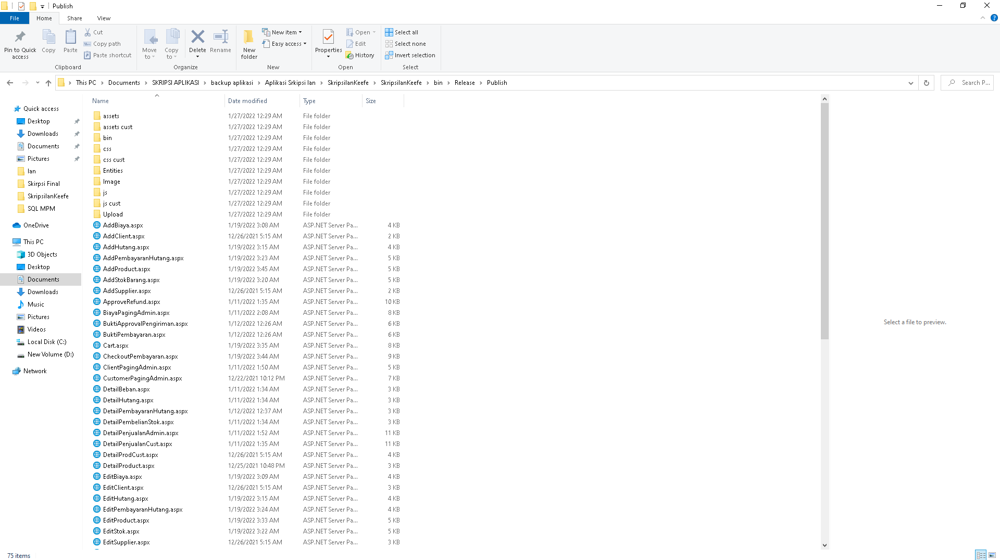 Publish
File Home Share View
Pin to Quick access
Copy
Paste
Cut
Copy path
Paste shortcut
Clipboard
Move to
Copy to
Delete
Rename
Organize
New folder
New item
Easy access
New
Properties
Open
Edit
History
Open
Select all
Select none
Invert selection
Select
This PC > Documents > SKRIPSI APLIKASI > backup aplikasi > Aplikasi Srkipsi Ian > SkripsiIanKeefe > SkripsiIanKeefe > bin > Release > Publish
Search P...
Quick access
Desktop
Downloads
Documents
Pictures
Ian
Skirpsi Final
SkripsiIanKeefe
SQL MPM
OneDrive
This PC
3D Objects
Desktop
Documents
Downloads
Music
Pictures
Videos
Local Disk (C:)
New Volume (D:)
Network
Name Date modified Type Size
assets 1/27/2022 12:29 AM File folder
assets cust 1/27/2022 12:29 AM File folder
bin 1/27/2022 12:29 AM File folder
css 1/27/2022 12:29 AM File folder
css cust 1/27/2022 12:29 AM File folder
Entities 1/27/2022 12:29 AM File folder
Image 1/27/2022 12:29 AM File folder
js 1/27/2022 12:29 AM File folder
js cust 1/27/2022 12:29 AM File folder
Upload 1/27/2022 12:29 AM File folder
AddBiaya.aspx 1/19/2022 3:08 AM ASP.NET Server Pa... 4 KB
AddClient.aspx 12/26/2021 5:15 AM ASP.NET Server Pa... 2 KB
AddHutang.aspx 1/19/2022 3:15 AM ASP.NET Server Pa... 4 KB
AddPembayaranHutang.aspx 1/19/2022 3:23 AM ASP.NET Server Pa... 5 KB
AddProduct.aspx 1/19/2022 3:45 AM ASP.NET Server Pa... 5 KB
AddStokBarang.aspx 1/19/2022 3:20 AM ASP.NET Server Pa... 5 KB
AddSupplier.aspx 12/26/2021 5:15 AM ASP.NET Server Pa... 2 KB
ApproveRefund.aspx 1/11/2022 1:35 AM ASP.NET Server Pa... 10 KB
BiayaPagingAdmin.aspx 1/11/2022 2:08 AM ASP.NET Server Pa... 8 KB
BuktiApprovalPengiriman.aspx 1/12/2022 12:26 AM ASP.NET Server Pa... 6 KB
BuktiPembayaran.aspx 1/12/2022 12:26 AM ASP.NET Server Pa... 6 KB
Cart.aspx 1/19/2022 3:35 AM ASP.NET Server Pa... 8 KB
CheckoutPembayaran.aspx 1/19/2022 3:44 AM ASP.NET Server Pa... 9 KB
ClientPagingAdmin.aspx 1/11/2022 1:50 AM ASP.NET Server Pa... 5 KB
CustomerPagingAdmin.aspx 12/22/2021 10:12 PM ASP.NET Server Pa... 7 KB
DetailBeban.aspx 1/11/2022 1:34 AM ASP.NET Server Pa... 3 KB
DetailHutang.aspx 1/11/2022 1:34 AM ASP.NET Server Pa... 3 KB
DetailPembayaranHutang.aspx 1/12/2022 12:37 AM ASP.NET Server Pa... 3 KB
DetailPembelianStok.aspx 1/11/2022 1:34 AM ASP.NET Server Pa... 3 KB
DetailPenjualanAdmin.aspx 1/11/2022 1:52 AM ASP.NET Server Pa... 11 KB
DetailPenjualanCust.aspx 1/11/2022 1:35 AM ASP.NET Server Pa... 11 KB
DetailProdCust.aspx 12/26/2021 5:15 AM ASP.NET Server Pa... 4 KB
DetailProduct.aspx 12/25/2021 10:48 PM ASP.NET Server Pa... 3 KB
EditBiaya.aspx 1/19/2022 3:09 AM ASP.NET Server Pa... 4 KB
EditClient.aspx 12/26/2021 5:15 AM ASP.NET Server Pa... 3 KB
EditHutang.aspx 1/19/2022 3:15 AM ASP.NET Server Pa... 4 KB
EditPembayaranHutang.aspx 1/19/2022 3:24 AM ASP.NET Server Pa... 4 KB
EditProduct.aspx 1/19/2022 3:33 AM ASP.NET Server Pa... 5 KB
EditStok.aspx 1/19/2022 3:22 AM ASP.NET Server Pa... 5 KB
EditSupplier.aspx 12/26/2021 5:15 AM ASP.NET Server Pa... 3 KB
Select a file to preview.
75 items